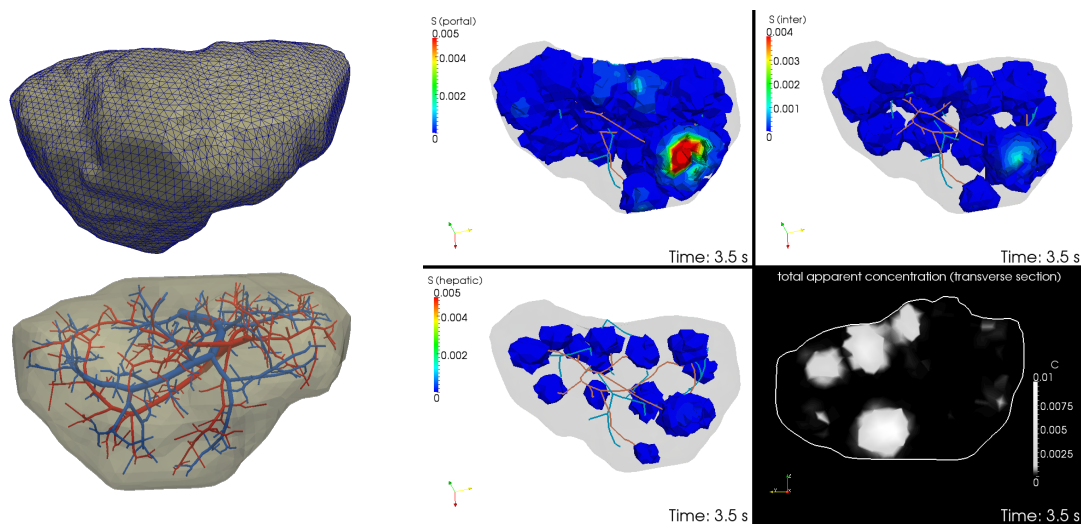 S (portal)
0.005
0.004
0.002
0
Time: 3.5 s
S (inter)
0.004
0.003
0.002
0.001
0
Time: 3.5 s
S (hepatic)
0.005
0.004
0.002
0
Time: 3.5 s
total apparent concentration (transverse section)
C
0.01
0.0075
0.005
0.0025
0
Y
Z
X
Time: 3.5 s